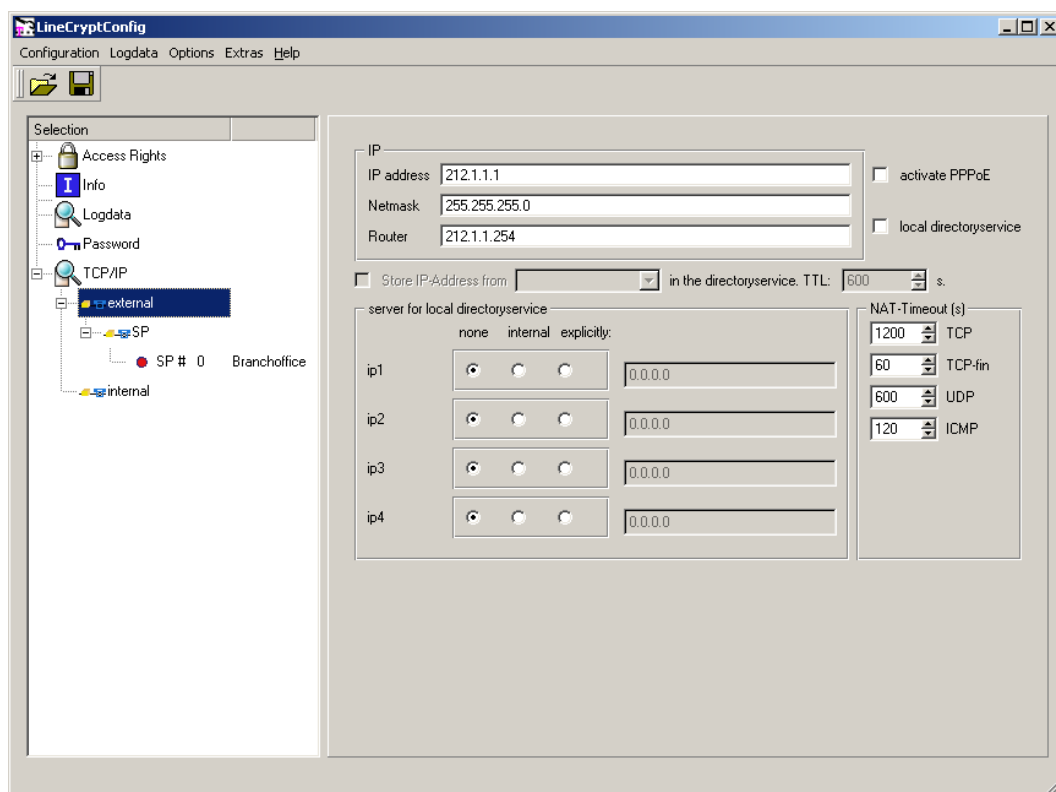 LineCryptConfig
Configuration Logdata Options Extras Help
Selection
Access Rights
I Info
Logdata
Password
TCP/IP
external
SP
SP # 0 Branchoffice
internal
IP
IP address 212.1.1.1
Netmask 255.255.255.0
Router 212.1.1.254
activate PPPoE
local directoryservice
Store IP-Address from in the directoryservice. TTL: 600 s.
server for local directoryservice
none internal explicitly:
ip1 0.0.0.0
ip2 0.0.0.0
ip3 0.0.0.0
ip4 0.0.0.0
NAT-Timeout (s)
1200 TCP
60 TCP-fin
600 UDP
120 ICMP